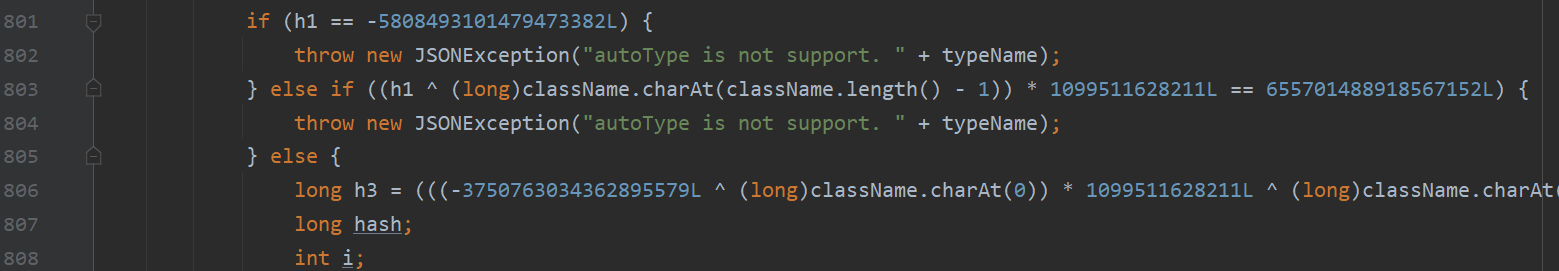 801 if (h1 == -5808493101479473382L) {
802 throw new JSONException("autoType is not support. " + typeName);
803 } else if ((h1 ^ (long)className.charAt(className.length() - 1)) * 1099511628211L == 655701488918567152L) {
804 throw new JSONException("autoType is not support. " + typeName);
805 } else {
806 long h3 = (((-3750763034362895579L ^ (long)className.charAt(0)) * 1099511628211L ^ (long)className.charAt(
807 long hash;
808 int i;